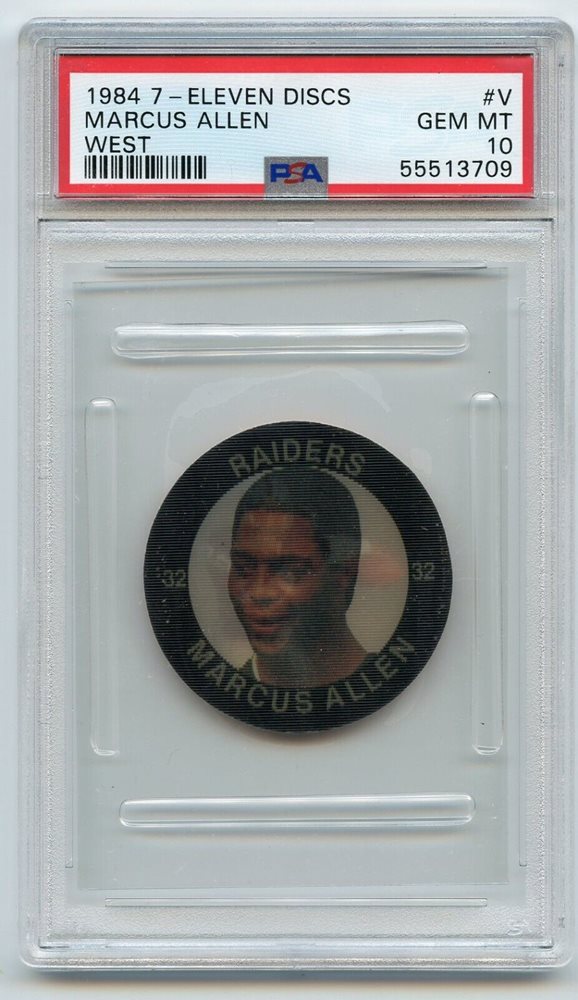 1984 7-ELEVEN DISCS #V
MARCUS ALLEN GEM MT
WEST 10
PSA 55513709
RAIDERS
32 32
MARCUS ALLEN